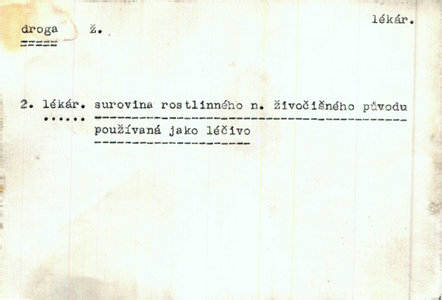 lékár.
droga ž.
2. lékár. surovina rostlinného n. živočišného původu
používaná jako léčivo